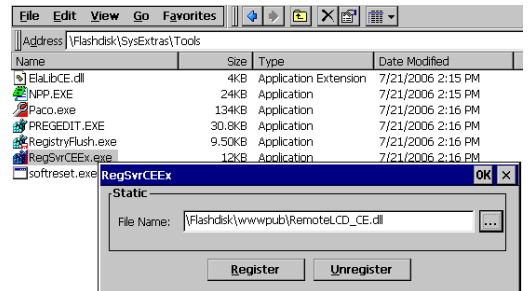 File Edit View Go Favorites
Address \Flashdisk\SysExtras\Tools
Name Size Type Date Modified
ElaLibCE.dll 4KB Application Extension 7/21/2006 2:15 PM
NPP.EXE 24KB Application 7/21/2006 2:15 PM
Paco.exe 134KB Application 7/21/2006 2:16 PM
PREGEDIT.EXE 30.8KB Application 7/21/2006 2:16 PM
RegistryFlush.exe 9.50KB Application 7/21/2006 2:16 PM
RegSvrCEEx.exe 12KB Application 7/21/2006 2:16 PM
softreset.exe
RegSvrCEEx OK ×
Static
File Name: \Flashdisk\wwwpub\RemoteLCD_CE.dll ...
Register Unregister